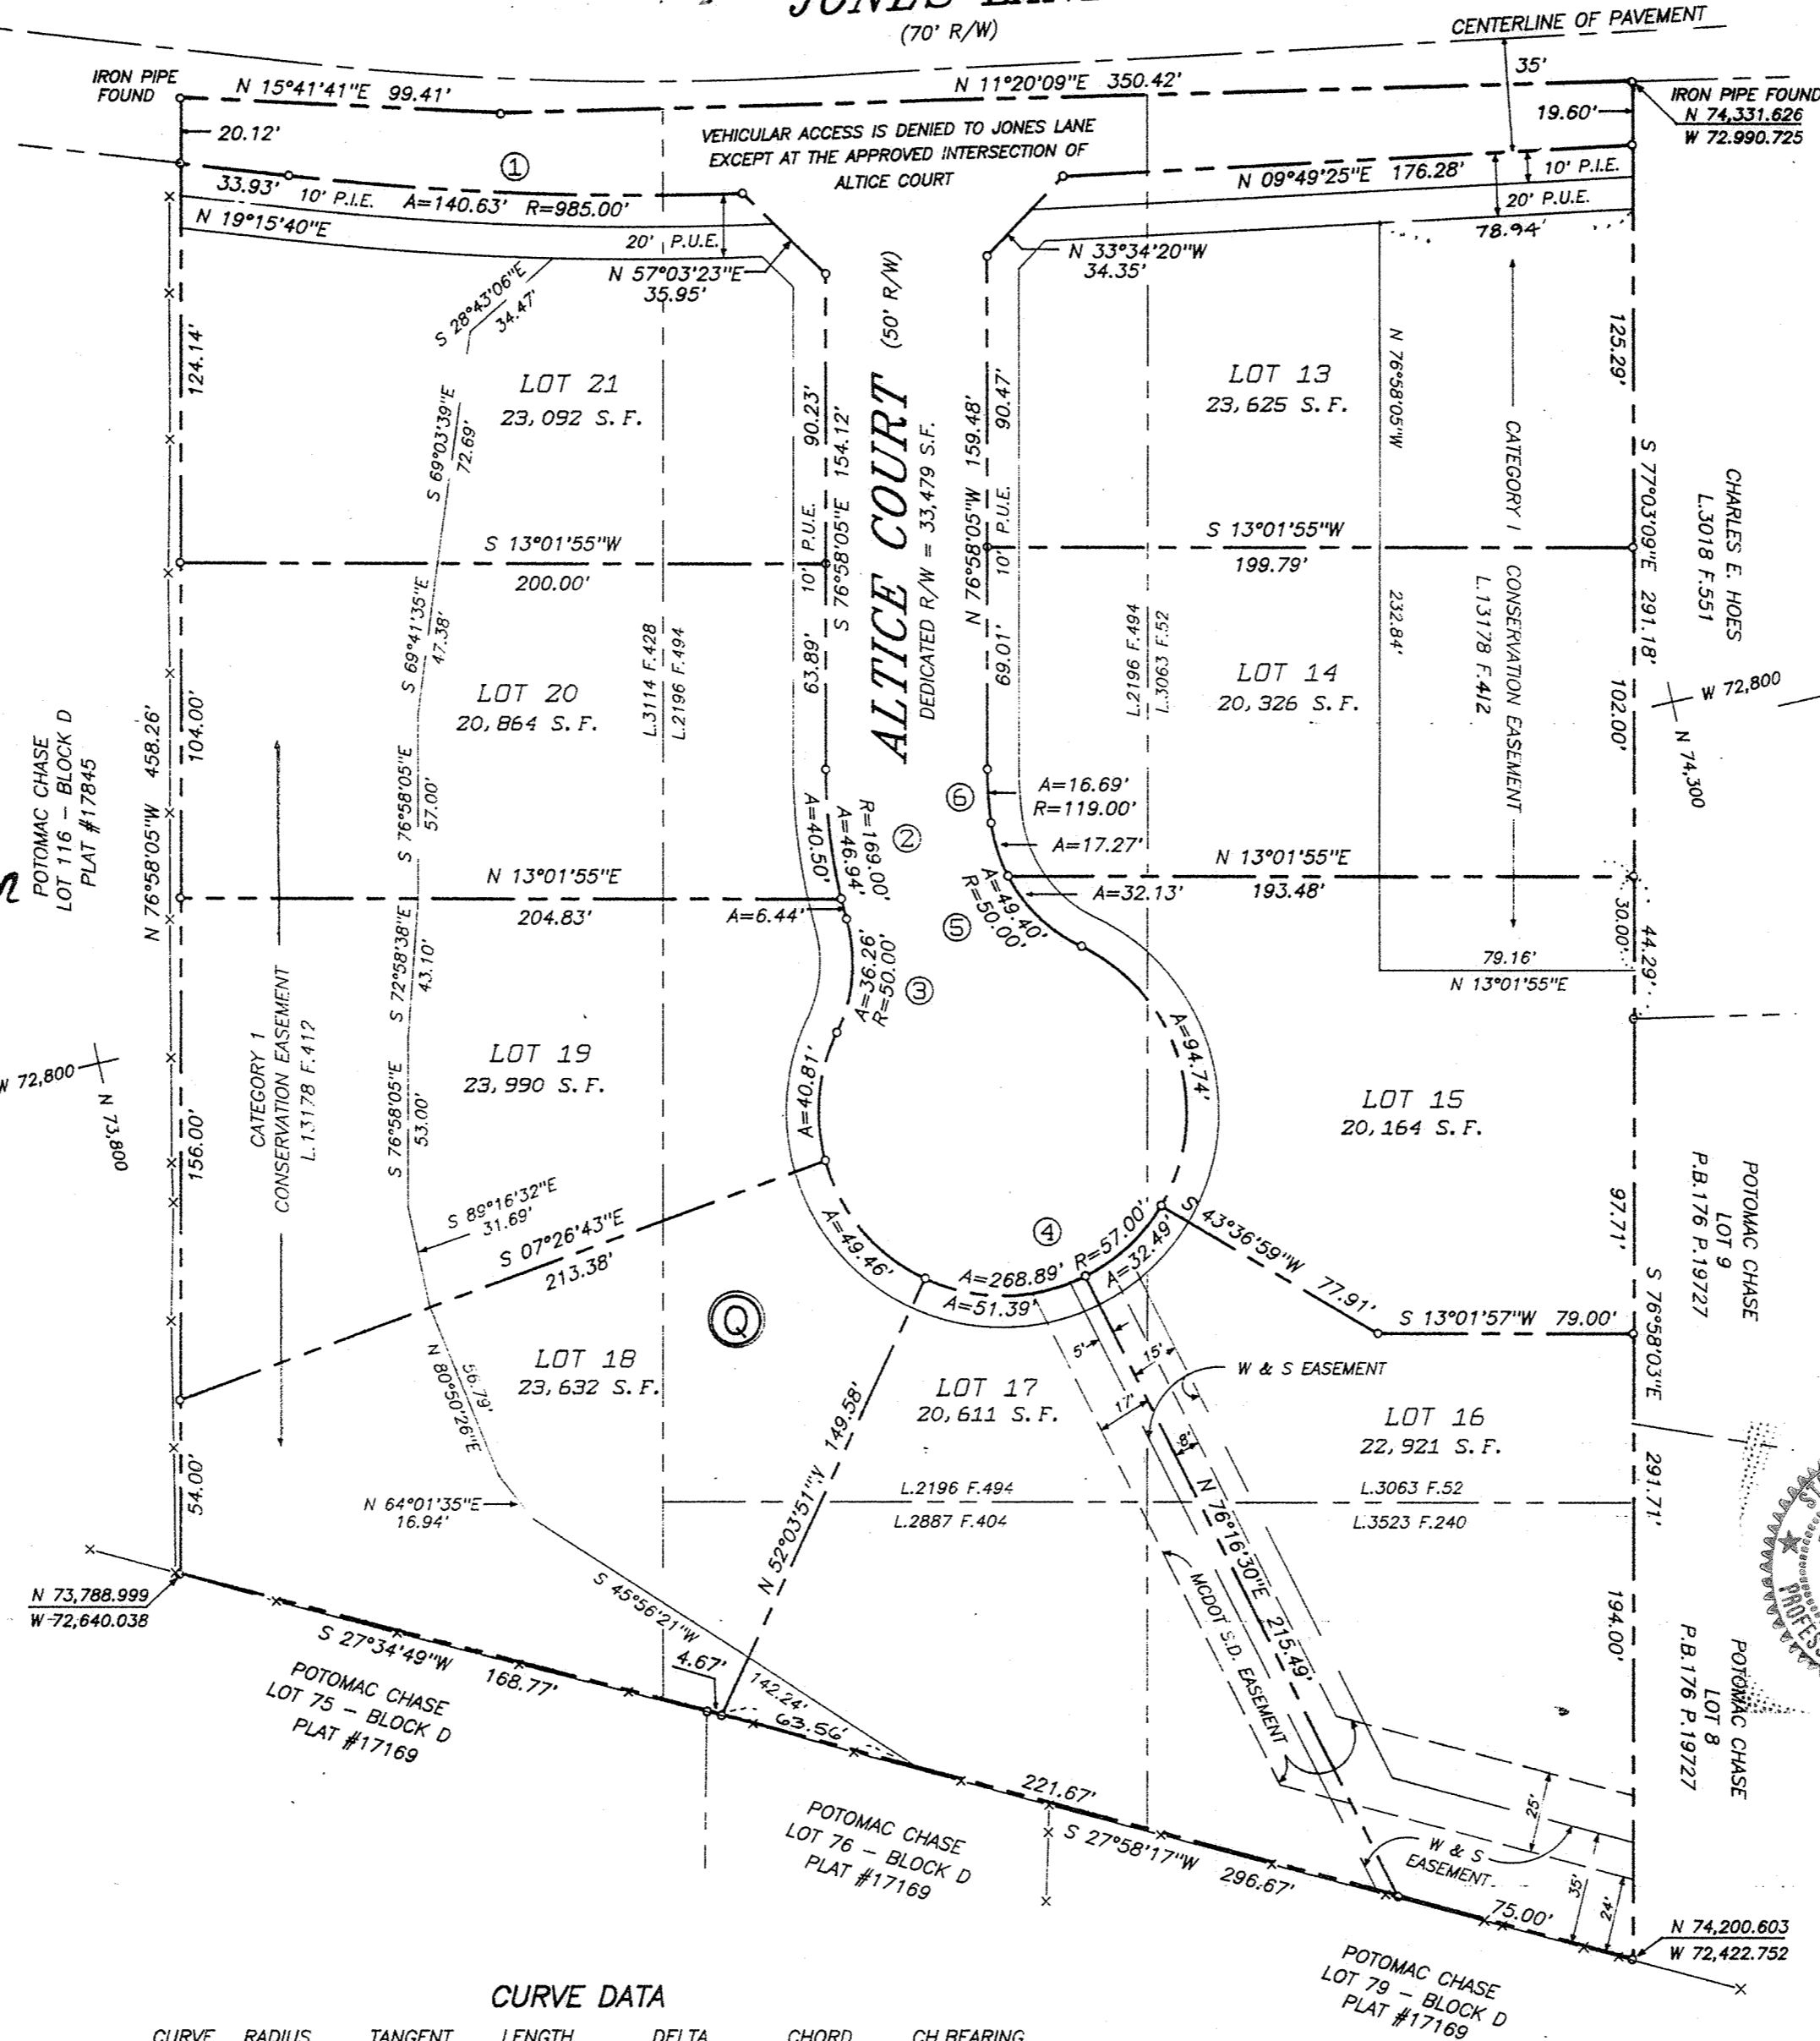 JONES LANE
(70' R/W)
CENTERLINE OF PAVEMENT
IRON PIPE
FOUND
N 15°41'41"E 99.41'
N 11°20'09"E 350.42'
35'
IRON PIPE FOUND
N 74,331.626
W 72.990.725
20.12'
19.60'
VEHICULAR ACCESS IS DENIED TO JONES LANE
EXCEPT AT THE APPROVED INTERSECTION OF
ALTICE COURT
①
33.93'
10' P.I.E.
A=140.63' R=985.00'
N 09°49'25"E 176.28'
10' P.I.E.
20' P.U.E.
78.94'
N 19°15'40"E
20' P.U.E.
N 57°03'23"E
35.95'
N 33°34'20"W
34.35'
S 28°43'06"E
34.47'
124.14'
LOT 21
23,092 S.F.
S 69°03'39"E
72.69'
90.23'
S 76°58'05"E 154.12'
10' P.U.E.
63.89'
ALTICE COURT (50' R/W)
DEDICATED R/W = 33,479 S.F.
N 76°58'05"W 159.48'
90.47'
10' P.U.E.
69.01'
LOT 13
23,625 S.F.
N 76°58'05"W
232.84'
CATEGORY I CONSERVATION EASEMENT
L.13178 F.412
125.29'
S 77°03'09"E 291.18'
CHARLES E. HOES
L.3018 F.551
S 13°01'55"W
200.00'
S 13°01'55"W
199.79'
S 69°41'35"E
47.38'
L.3114 F.428
L.2196 F.494
L.2196 F.494
L.3063 F.52
LOT 20
20,864 S.F.
LOT 14
20,326 S.F.
102.00'
W 72,800
N 74,300
POTOMAC CHASE
LOT 116 – BLOCK D
PLAT #17845
N 76°58'05"W 458.26'
104.00'
S 76°58'05"E
57.00'
A=40.50'
A=46.94'
R=169.00'
②
⑥
A=16.69'
R=119.00'
A=17.27'
N 13°01'55"E
204.83'
A=6.44'
A=32.13'
N 13°01'55"E
193.48'
A=49.40'
R=50.00'
⑤
30.00'
44.29'
S 72°58'38"E
43.10'
A=36.26'
R=50.00'
③
79.16'
N 13°01'55"E
W 72,800
N 73,800
CATEGORY 1
CONSERVATION EASEMENT
L.13178 F.412
156.00'
S 76°58'05"E
53.00'
LOT 19
23,990 S.F.
A=40.81'
A=94.74'
LOT 15
20,164 S.F.
POTOMAC CHASE
LOT 9
P.B.176 P.19727
97.71'
S 89°16'32"E
31.69'
S 07°26'43"E
213.38'
A=49.46'
④
R=57.00'
A=32.49'
A=268.89'
A=51.39'
S 43°36'59"W 77.91'
S 13°01'57"W 79.00'
S 76°58'03"E 291.71'
Q
N 80°50'26"E
56.79'
LOT 18
23,632 S.F.
5'
15'
W & S EASEMENT
17'
8'
LOT 17
20,611 S.F.
LOT 16
22,921 S.F.
54.00'
N 64°01'35"E
16.94'
N 52°03'51"W 149.58'
L.2196 F.494
L.2887 F.404
L.3063 F.52
L.3523 F.240
N 76°16'30"E 215.49'
MCDOT S.D. EASEMENT
194.00'
POTOMAC CHASE
LOT 8
P.B.176 P.19727
PROFESS
N 73,788.999
W 72,640.038
S 27°34'49"W 168.77'
POTOMAC CHASE
LOT 75 – BLOCK D
PLAT #17169
S 45°56'21"W
142.24'
4.67'
63.56'
221.67'
S 27°58'17"W 296.67'
POTOMAC CHASE
LOT 76 – BLOCK D
PLAT #17169
25'
W & S
EASEMENT
35'
24'
75.00'
N 74,200.603
W 72,422.752
POTOMAC CHASE
LOT 79 – BLOCK D
PLAT #17169
CURVE DATA
CURVE RADIUS TANGENT LENGTH DELTA CHORD CH.BEARING